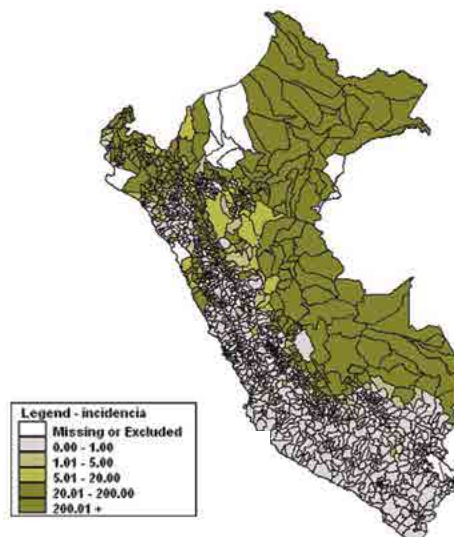 Legend - incidencia
Missing or Excluded
0.00 - 1.00
1.01 - 5.00
5.01 - 20.00
20.01 - 200.00
200.01 +